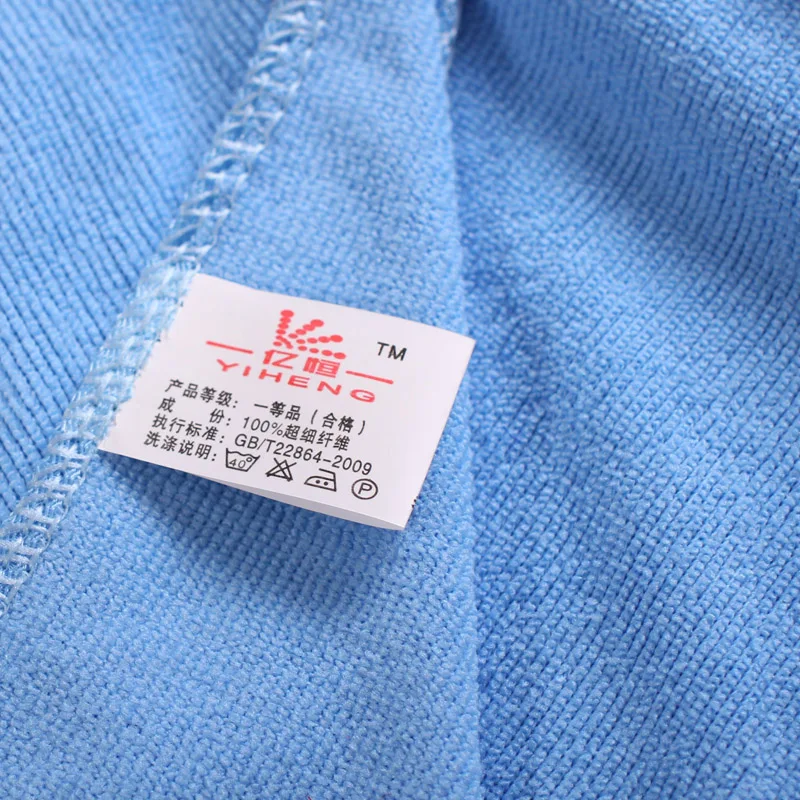 亿恒 TM
YIHENG
产品等级: 一等品（合格）
成 份: 100%超细纤维
执行标准: GB/T22864-2009
洗涤说明: 40° P